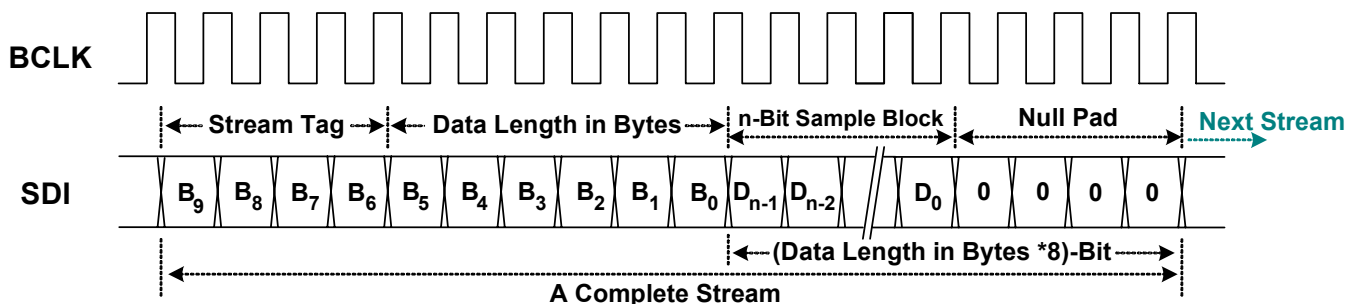 BCLK
Stream Tag Data Length in Bytes n-Bit Sample Block Null Pad Next Stream
SDI B9 B8 B7 B6 B5 B4 B3 B2 B1 B0 Dn-1 Dn-2 D0 0 0 0 0
(Data Length in Bytes *8)-Bit
A Complete Stream